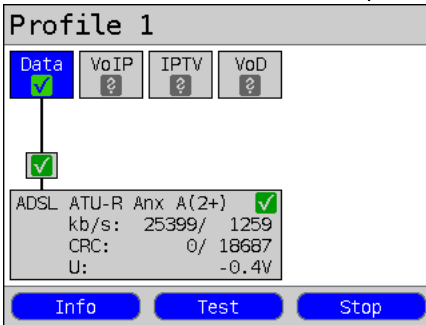 Profile 1
Data VoIP IPTV VoD
? ? ?
ADSL ATU-R Anx A(2+)
kb/s: 25399/ 1259
CRC: 0/ 18687
U: -0.4V
Info Test Stop